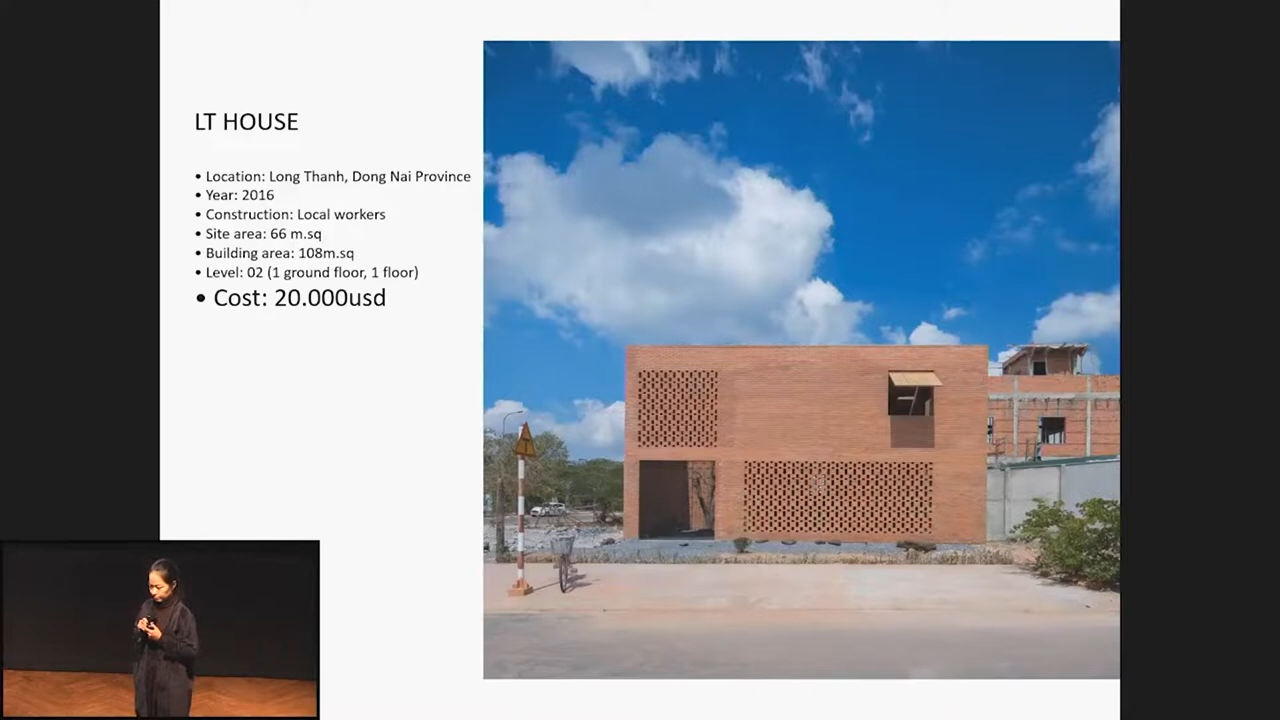 LT HOUSE
• Location: Long Thanh, Dong Nai Province
• Year: 2016
• Construction: Local workers
• Site area: 66 m.sq
• Building area: 108m.sq
• Level: 02 (1 ground floor, 1 floor)
• Cost: 20.000usd